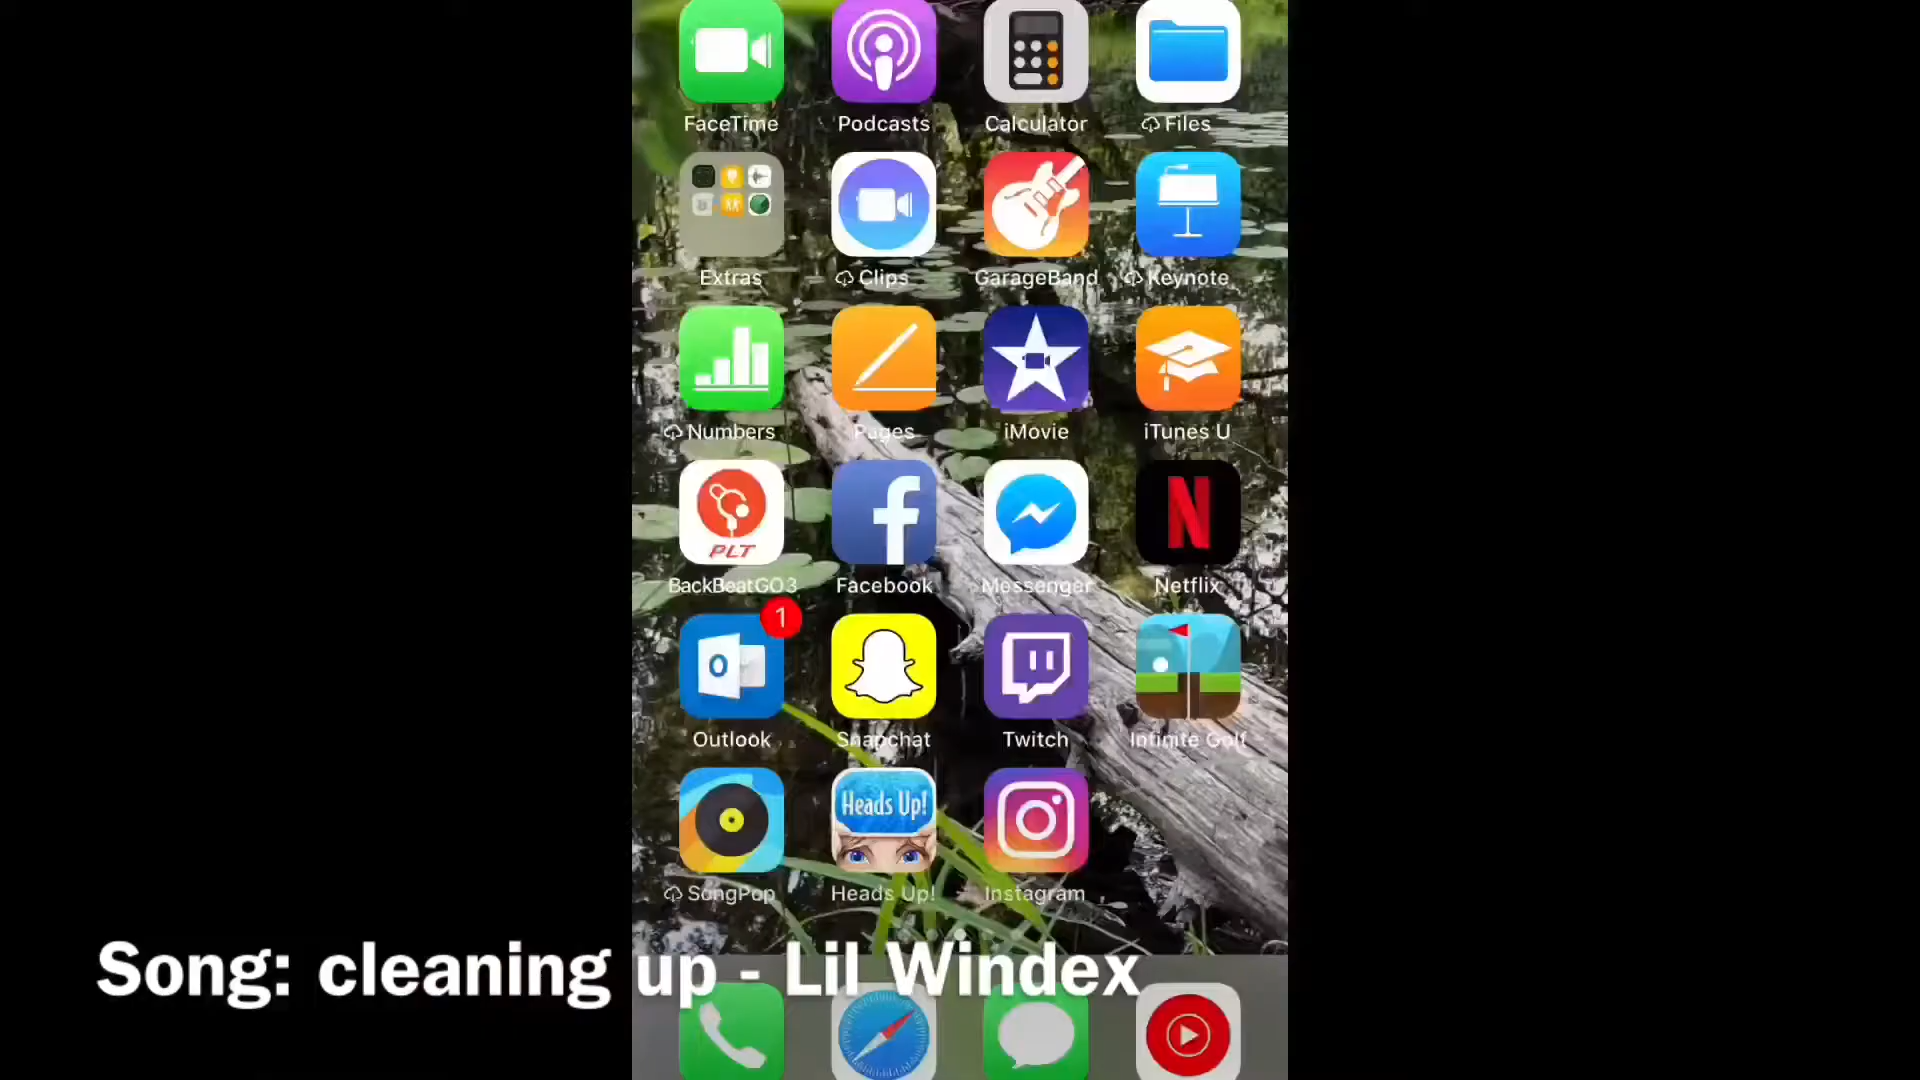 FaceTime Podcasts Calculator Files
Extras Clips GarageBand Keynote
Numbers Pages iMovie iTunes U
PLT
BackBeatGO3 Facebook Messenger Netflix
1
Outlook Snapchat Twitch Infinite Golf
Heads Up!
SongPop Heads Up! Instagram
Song: cleaning up - Lil Windex